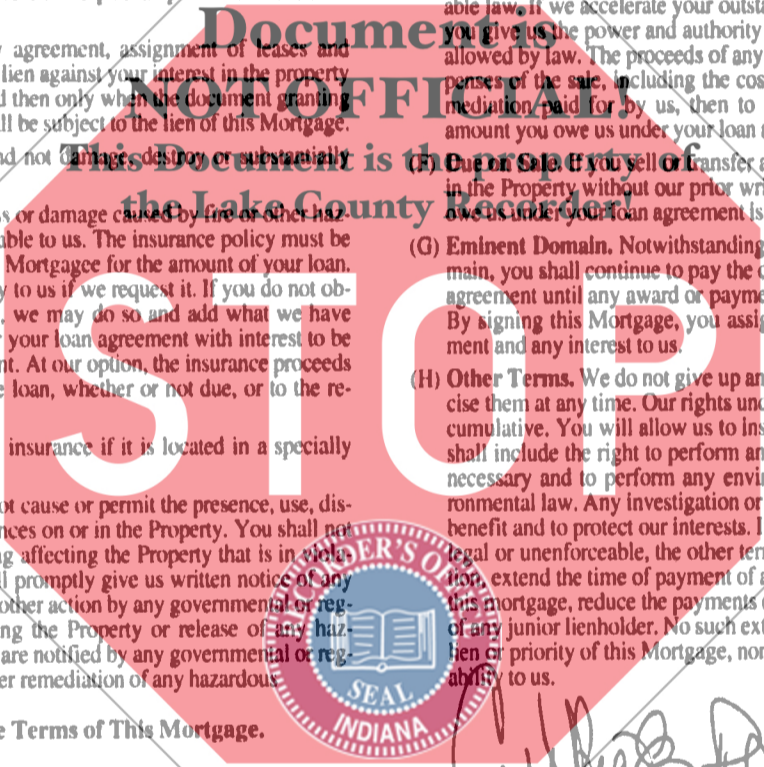 Document is
NOT OFFICIAL!
This Document is the property of
the Lake County Recorder!
STOP
RECORDER'S OFFICE
SEAL
INDIANA
agreement, assignment of leases and
lien against your interest in the property
d then only when the document granting
ll be subject to the lien of this Mortgage.
nd not damage, destroy or substantially
s or damage caused by fire or other haz-
able to us. The insurance policy must be
Mortgagee for the amount of your loan.
y to us if we request it. If you do not ob-
, we may do so and add what we have
your loan agreement with interest to be
nt. At our option, the insurance proceeds
e loan, whether or not due, or to the re-
insurance if it is located in a specially
ot cause or permit the presence, use, dis-
nces on or in the Property. You shall not
g affecting the Property that is in viola-
ll promptly give us written notice of any
other action by any governmental or reg-
ng the Property or release of any haz-
are notified by any governmental or reg-
er remediation of any hazardous
e Terms of This Mortgage.
able law. If we accelerate your outsta
you give us the power and authority
allowed by law. The proceeds of any
penses of the sale, including the cos
mediation paid for by us, then to
amount you owe us under your loan a
(F) Due on Sale. If you sell or transfer a
in the Property without our prior wri
owe us under your loan agreement is
(G) Eminent Domain. Notwithstanding
main, you shall continue to pay the d
agreement until any award or payme
By signing this Mortgage, you assig
ment and any interest to us.
(H) Other Terms. We do not give up an
cise them at any time. Our rights und
cumulative. You will allow us to ins
shall include the right to perform an
necessary and to perform any envir
ronmental law. Any investigation or
benefit and to protect our interests. I
legal or unenforceable, the other ter
tion, extend the time of payment of a
this mortgage, reduce the payments
of any junior lienholder. No such ext
lien or priority of this Mortgage, nor
ability to us.